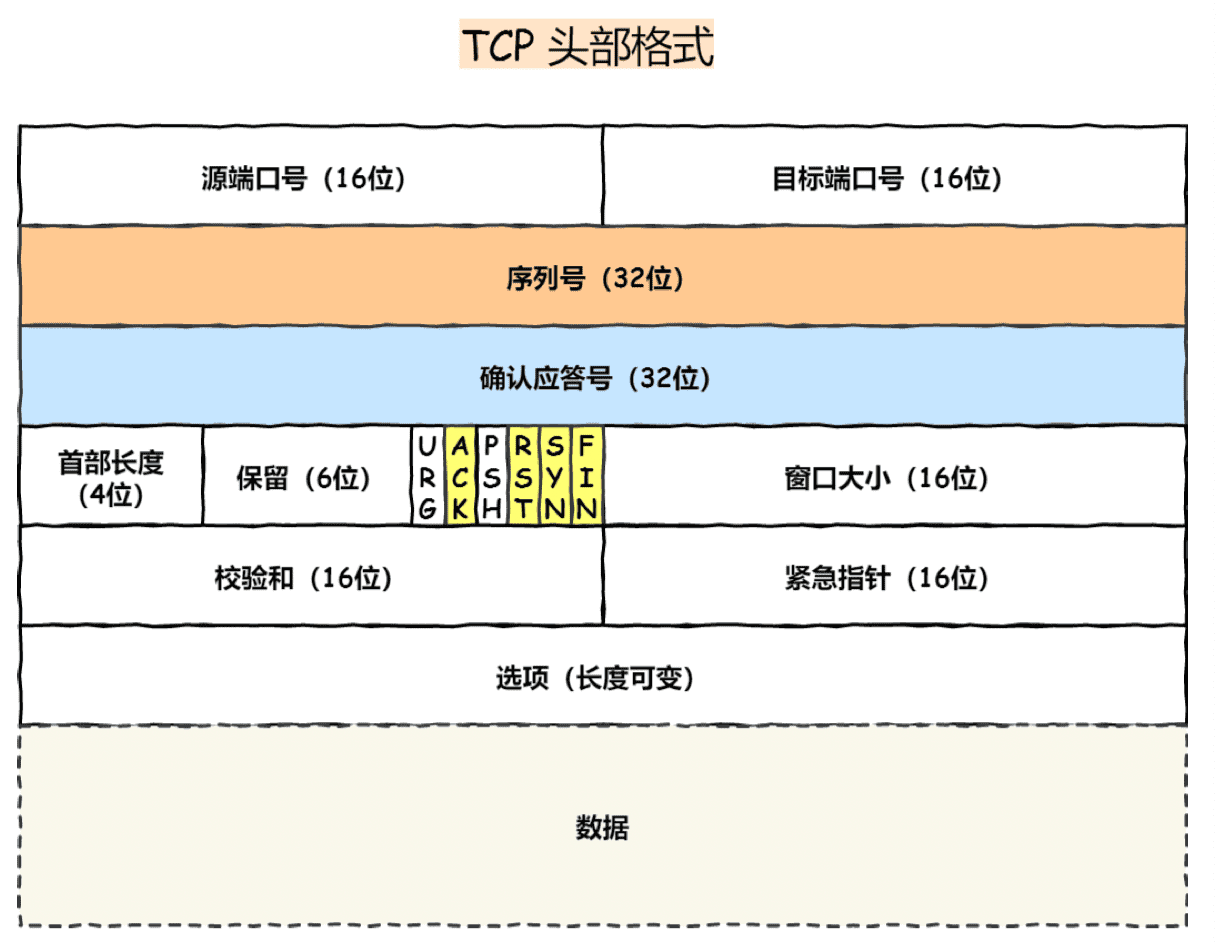 TCP 头部格式
源端口号（16位） 目标端口号（16位）
序列号（32位）
确认应答号（32位）
首部长度
（4位）
保留（6位）
URG
ACK
PSH
RST
SYN
FIN
窗口大小（16位）
校验和（16位） 紧急指针（16位）
选项（长度可变）
数据